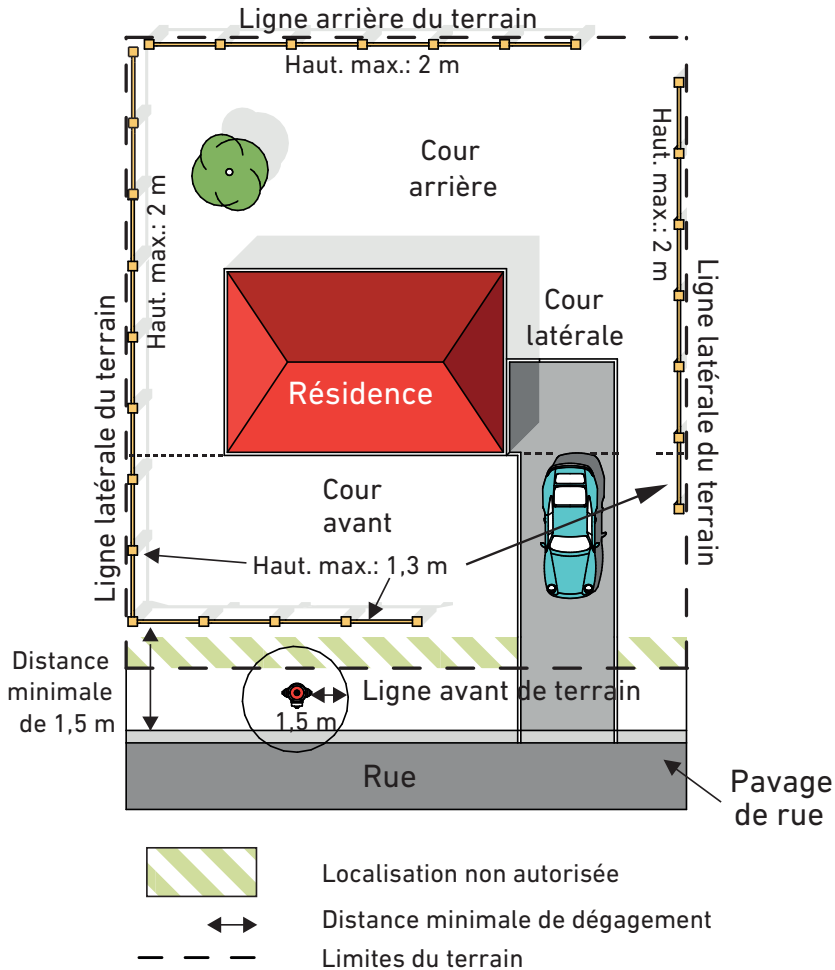 Ligne arrière du terrain
Haut. max.: 2 m
Cour
arrière
Haut. max.: 2 m
Haut. max.: 2 m
Ligne latérale du terrain
Ligne latérale du terrain
Cour
latérale
Résidence
Cour
avant
Haut. max.: 1,3 m
Distance
minimale
de 1,5 m
Ligne avant de terrain
1,5 m
Rue
Pavage
de rue
Localisation non autorisée
Distance minimale de dégagement
Limites du terrain